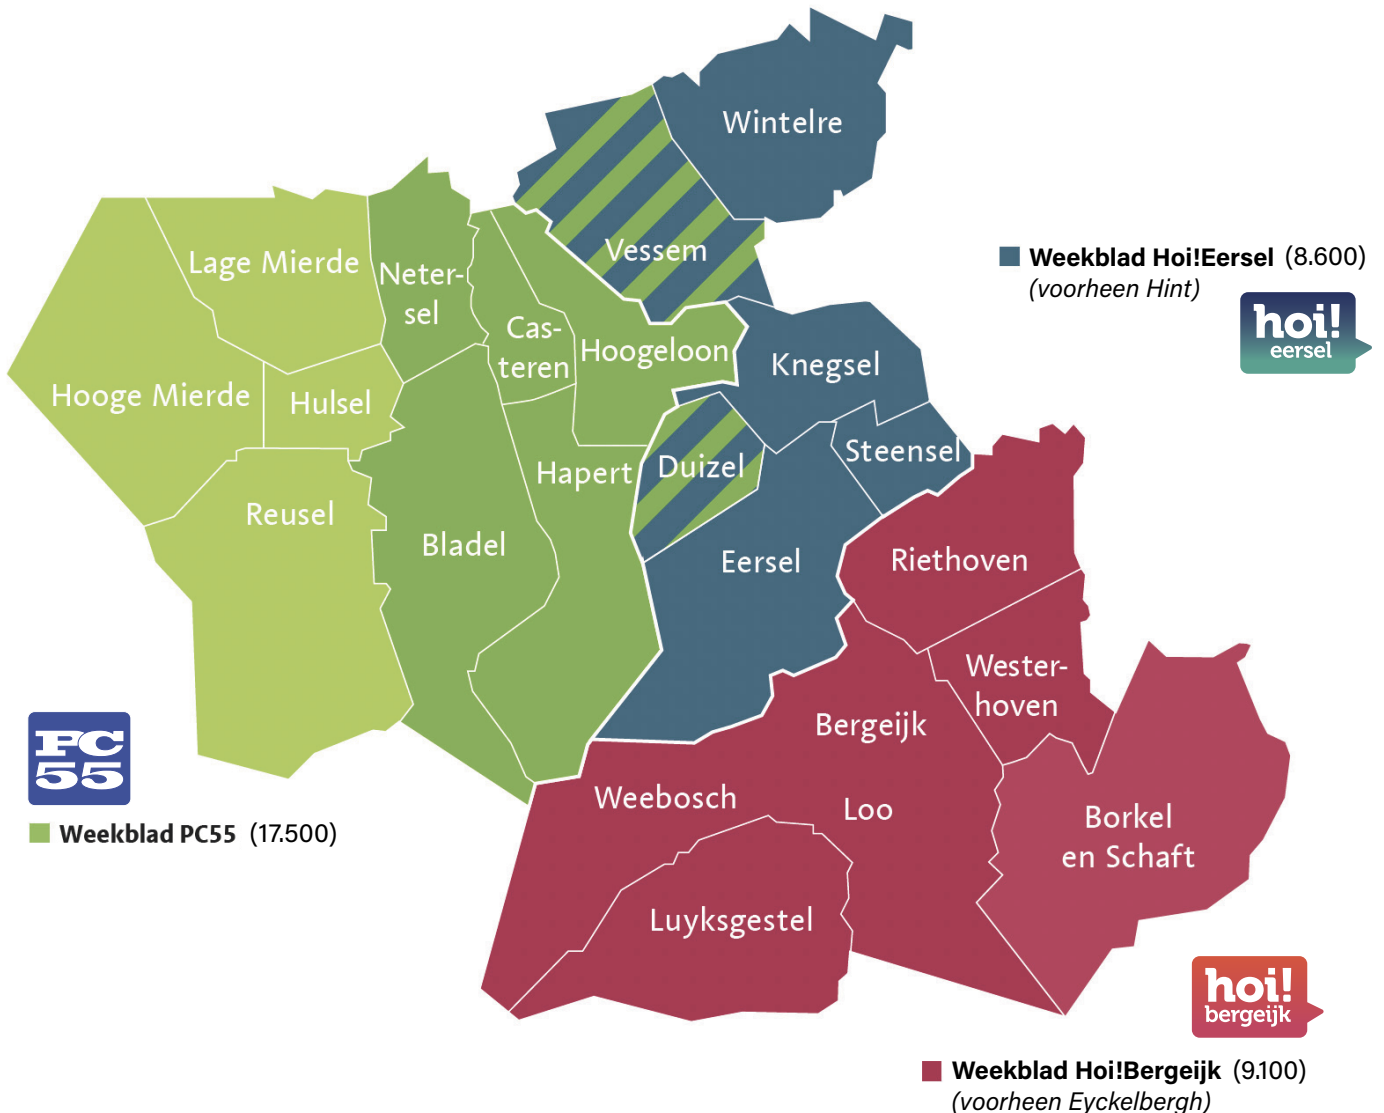 Wintelre
Vessem
Weekblad Hoi!Eersel (8.600)
(voorheen Hint)
hoi!
eersel
Lage Mierde
Neter-
sel
Cas-
teren
Hoogeloon
Knegsel
Hooge Mierde
Hulsel
Steensel
Hapert
Duizel
Reusel
Bladel
Eersel
Riethoven
Wester-
hoven
Bergeijk
PC
55
Weekblad PC55 (17.500)
Weebosch
Loo
Borkel
en Schaft
Luyksgestel
hoi!
bergeijk
Weekblad Hoi!Bergeijk (9.100)
(voorheen Eyckelbergh)